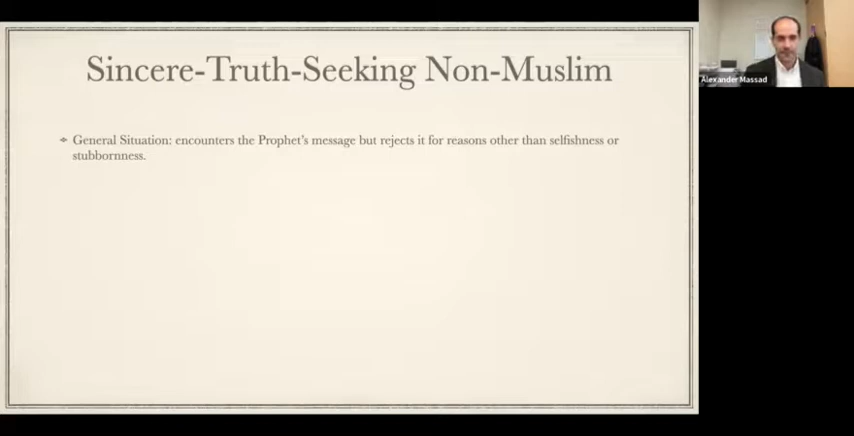 Sincere-Truth-Seeking Non-Muslim
Alexander Massad
General Situation: encounters the Prophet's message but rejects it for reasons other than selfishness or
stubbornness.